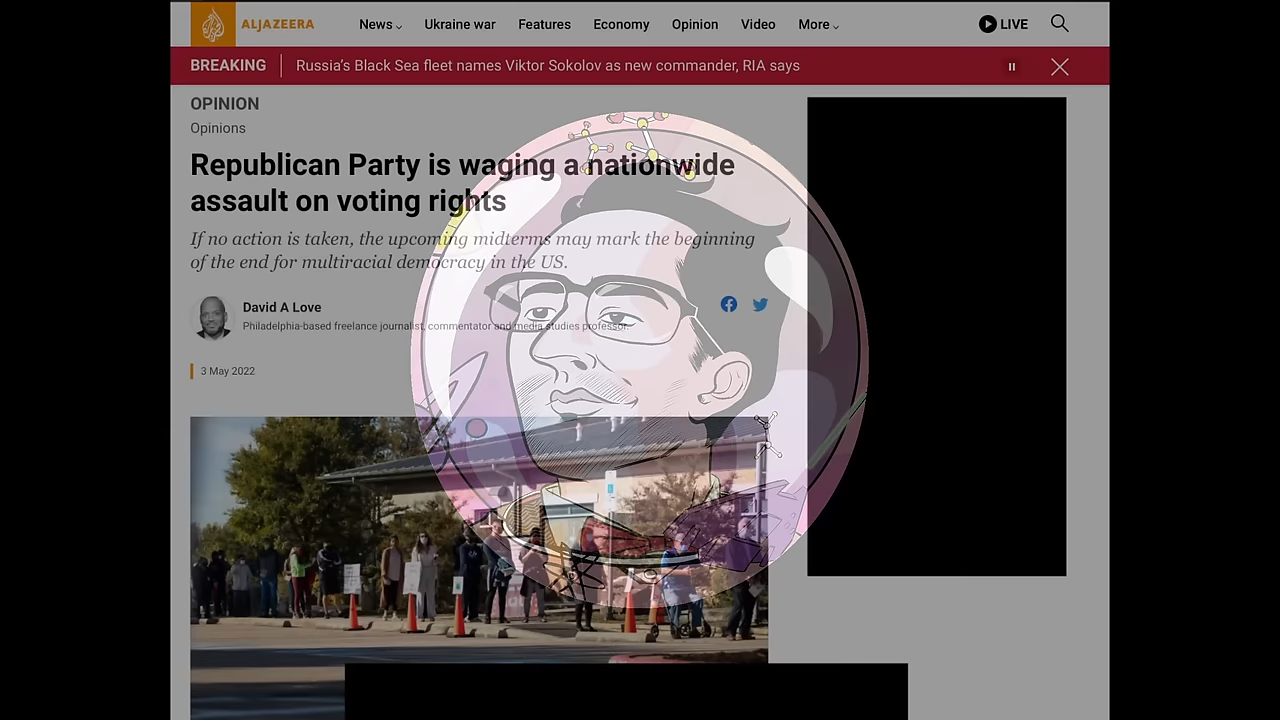 ALJAZEERA
News
Ukraine war
Features
Economy
Opinion
Video
More
LIVE
BREAKING
Russia's Black Sea fleet names Viktor Sokolov as new commander, RIA says
OPINION
Opinions
Republican Party is waging a nationwide
assault on voting rights
If no action is taken, the upcoming midterms may mark the beginning
of the end for multiracial democracy in the US.
David A Love
Philadelphia-based freelance journalist, commentator and media studies professor.
3 May 2022